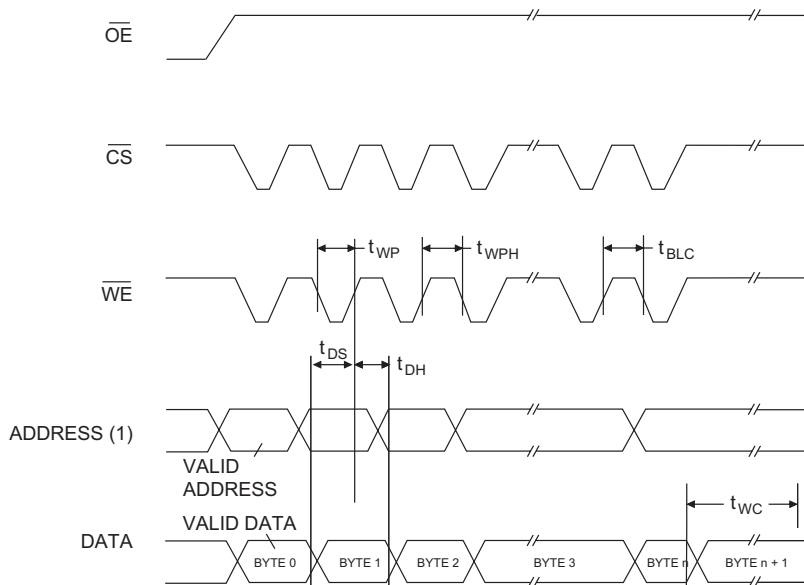 OE
CS
tWP
tWPH
tBLC
WE
tDS
tDH
ADDRESS (1)
VALID
ADDRESS
tWC
VALID DATA
DATA
BYTE 0
BYTE 1
BYTE 2
BYTE 3
BYTE n
BYTE n + 1